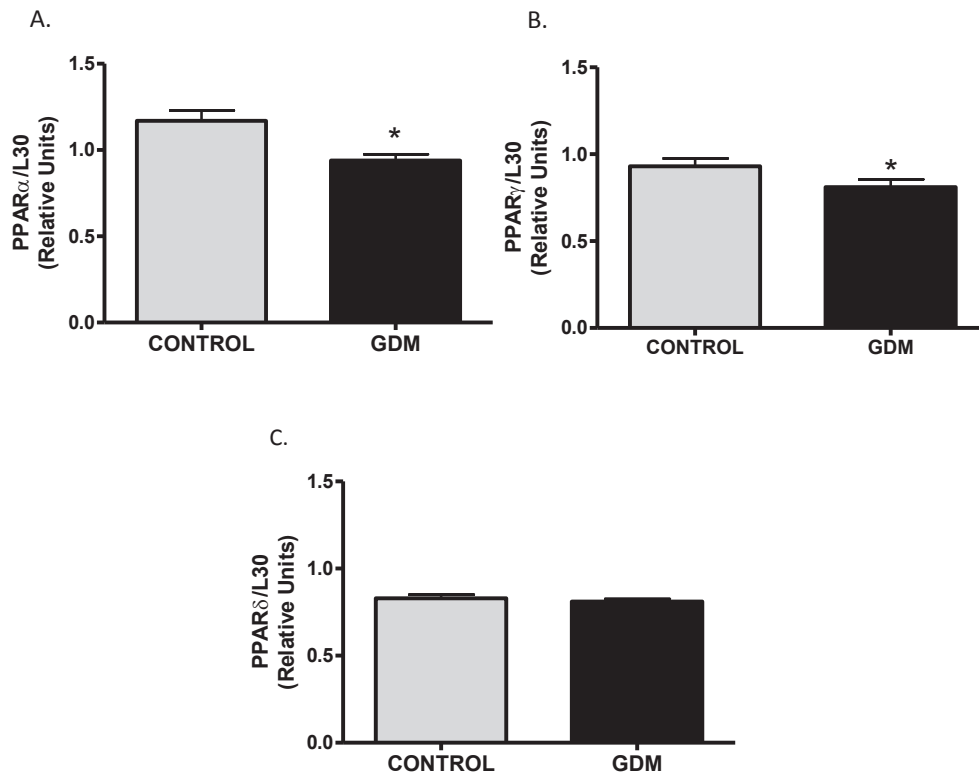 A.
PPARα/L30
(Relative Units)
1.5
1.0
0.5
0.0
*
CONTROL GDM
B.
PPARγ/L30
(Relative Units)
1.5
1.0
0.5
0.0
*
CONTROL GDM
C.
PPARδ/L30
(Relative Units)
1.5
1.0
0.5
0.0
CONTROL GDM